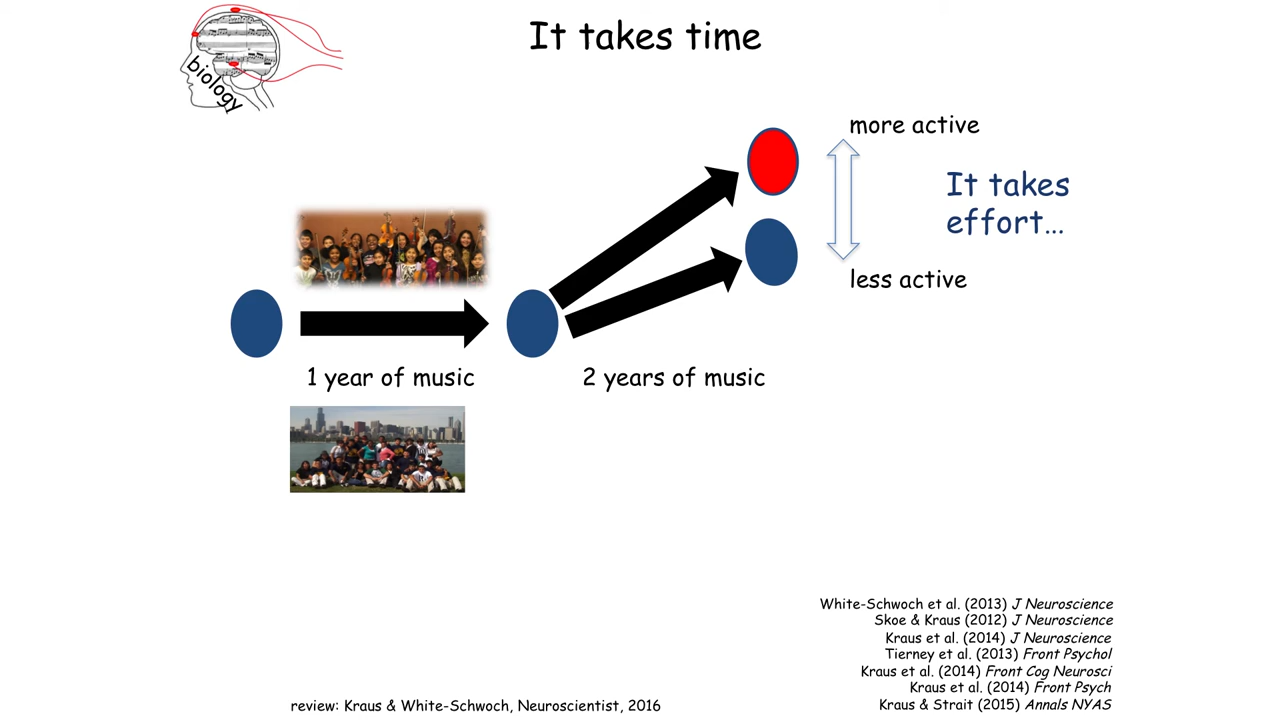 It takes time
biology
more active
It takes
effort...
less active
1 year of music
2 years of music
White-Schwoch et al. (2013) J Neuroscience
Skoe & Kraus (2012) J Neuroscience
Kraus et al. (2014) J Neuroscience
Tierney et al. (2013) Front Psychol
Kraus et al. (2014) Front Cog Neurosci
Kraus et al. (2014) Front Psych
Kraus & Strait (2015) Annals NYAS
review: Kraus & White-Schwoch, Neuroscientist, 2016